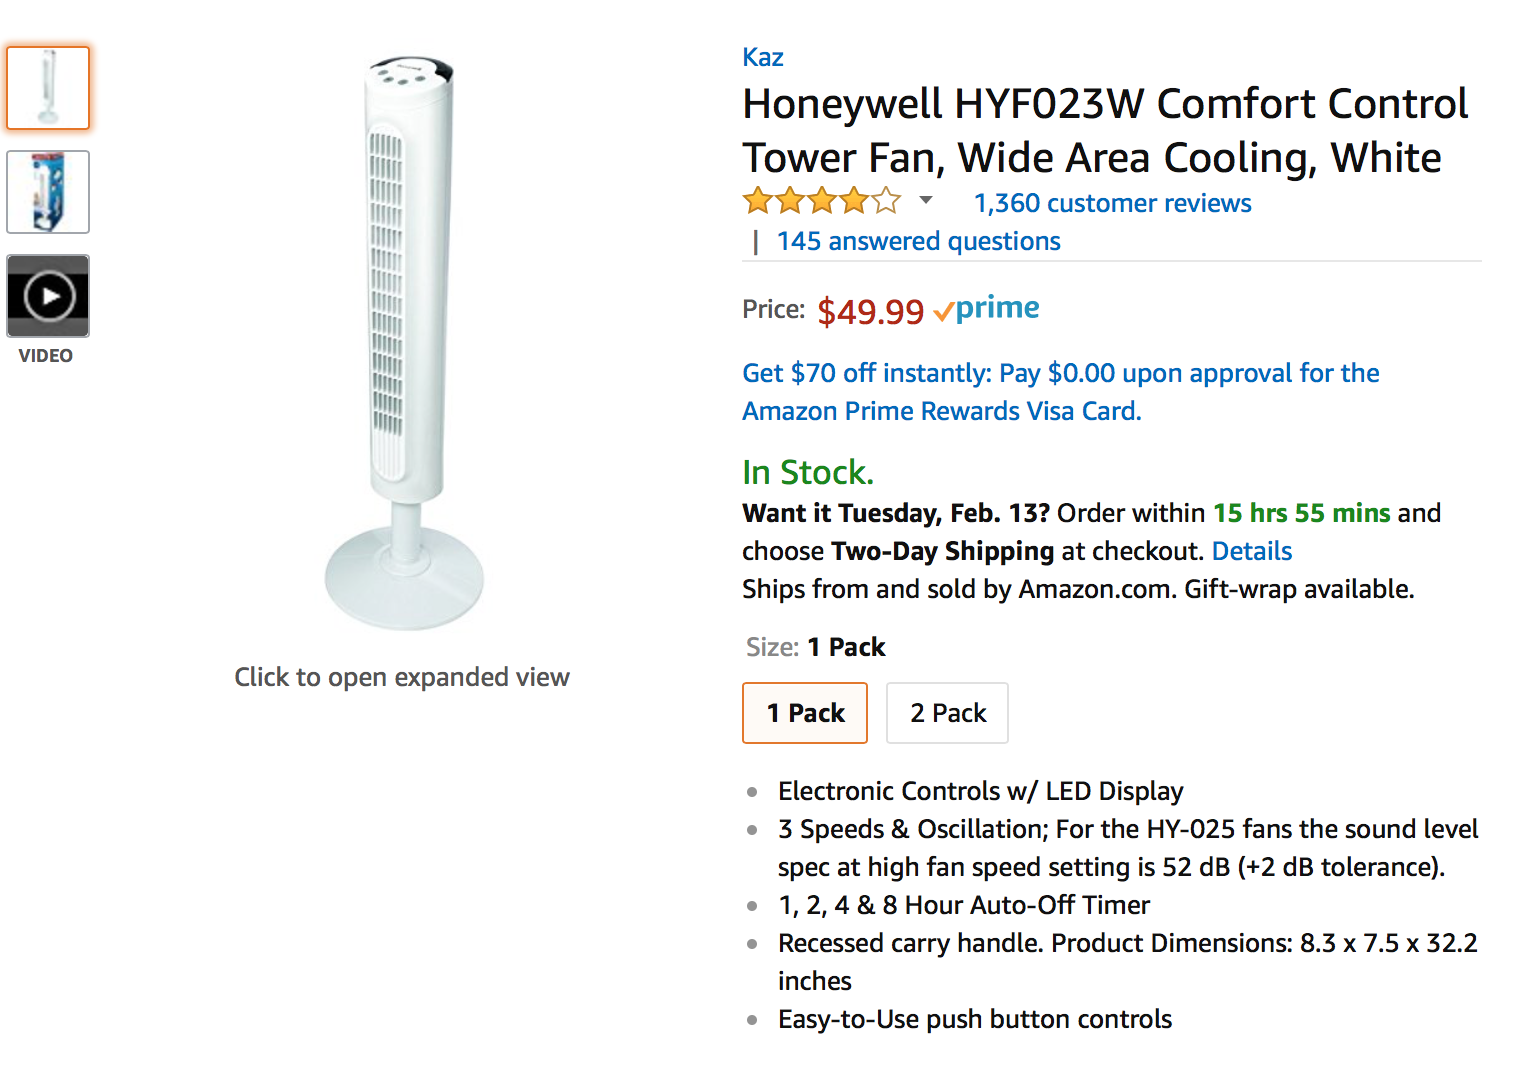 VIDEO
Click to open expanded view
Kaz
Honeywell HYF023W Comfort Control
Tower Fan, Wide Area Cooling, White
1,360 customer reviews
| 145 answered questions
Price: $49.99 prime
Get $70 off instantly: Pay $0.00 upon approval for the
Amazon Prime Rewards Visa Card.
In Stock.
Want it Tuesday, Feb. 13? Order within 15 hrs 55 mins and
choose Two-Day Shipping at checkout. Details
Ships from and sold by Amazon.com. Gift-wrap available.
Size: 1 Pack
1 Pack 2 Pack
Electronic Controls w/ LED Display
3 Speeds & Oscillation; For the HY-025 fans the sound level
spec at high fan speed setting is 52 dB (+2 dB tolerance).
1, 2, 4 & 8 Hour Auto-Off Timer
Recessed carry handle. Product Dimensions: 8.3 x 7.5 x 32.2
inches
Easy-to-Use push button controls